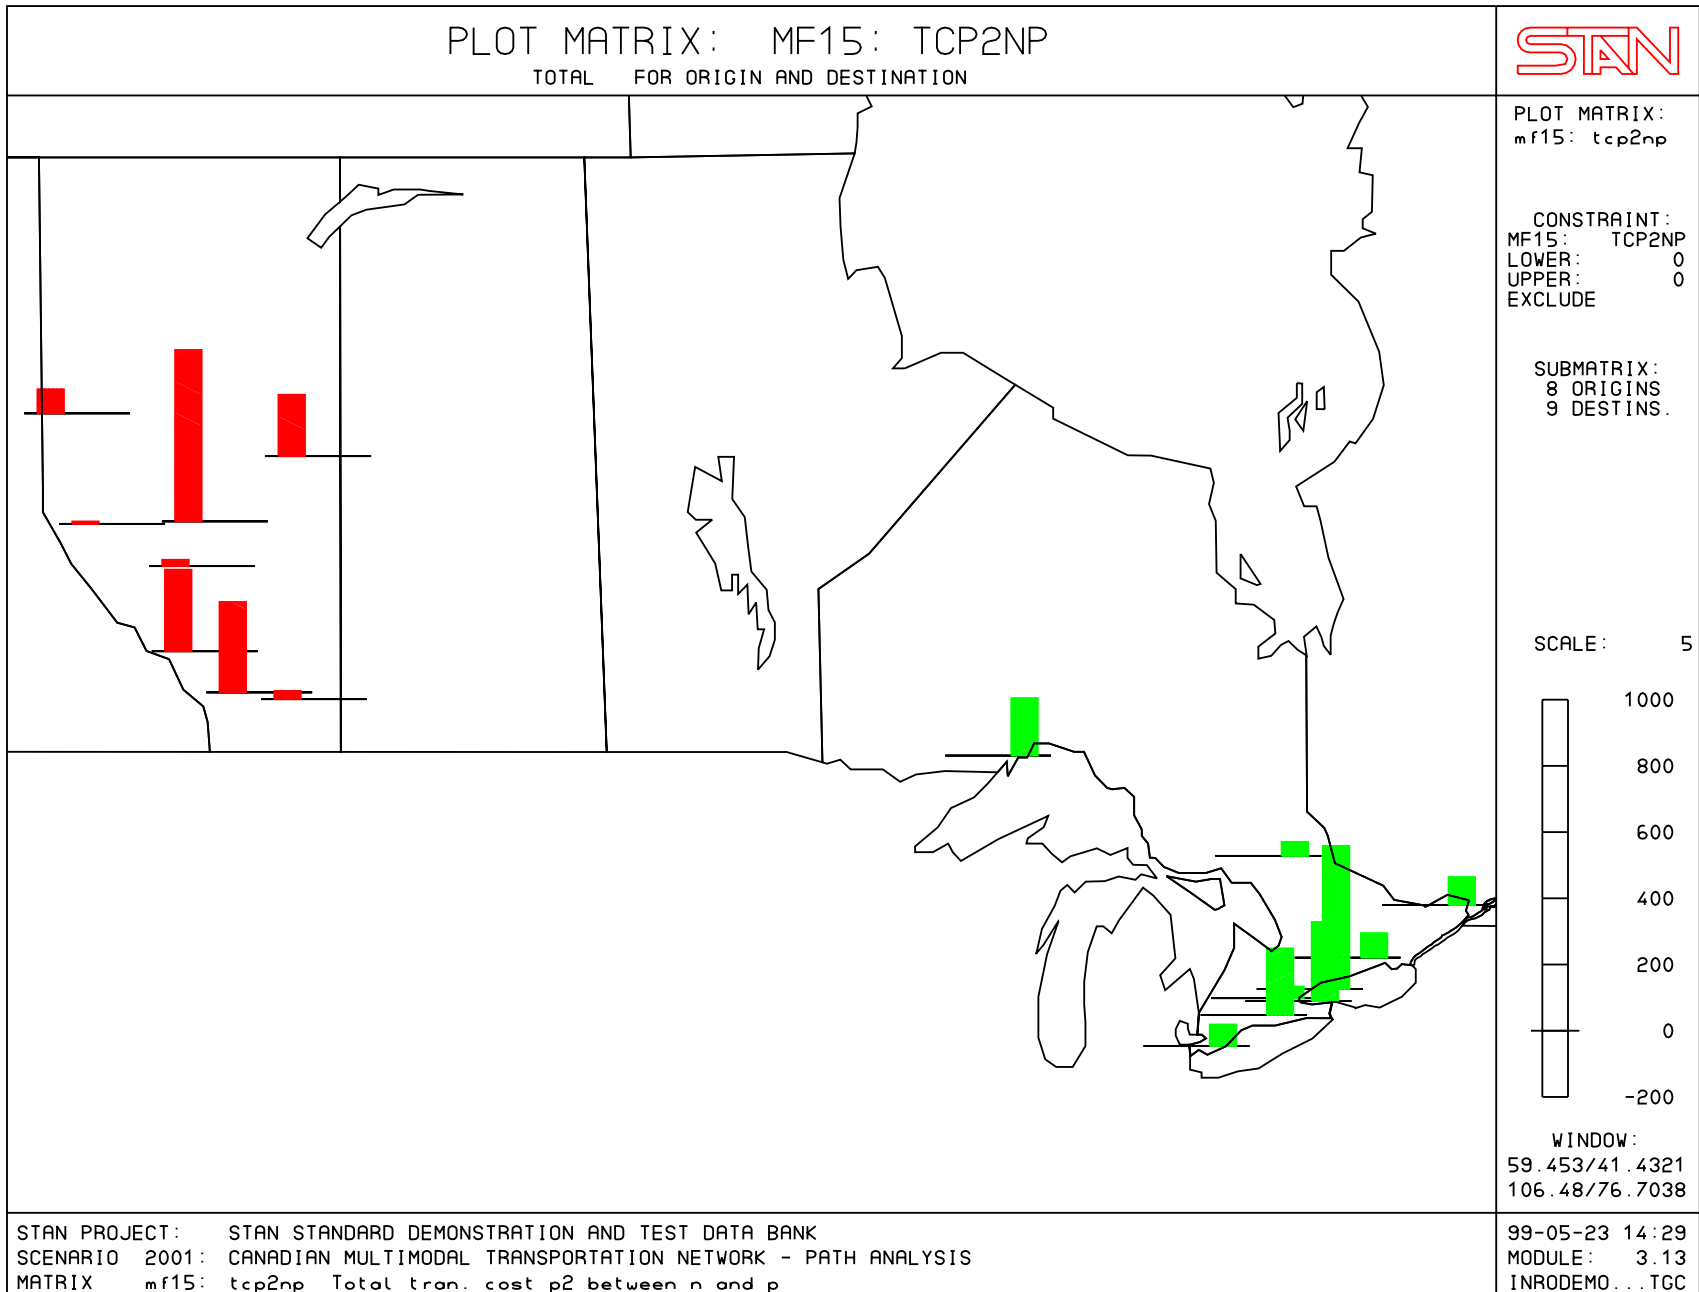 PLOT MATRIX: MF15: TCP2NP
TOTAL FOR ORIGIN AND DESTINATION
STAN
PLOT MATRIX:
mf15: tcp2np
CONSTRAINT:
MF15: TCP2NP
LOWER: 0
UPPER: 0
EXCLUDE
SUBMATRIX:
8 ORIGINS
9 DESTINS.
SCALE: 5
1000
800
600
400
200
0
-200
WINDOW:
59.453/41.4321
106.48/76.7038
STAN PROJECT: STAN STANDARD DEMONSTRATION AND TEST DATA BANK
SCENARIO 2001: CANADIAN MULTIMODAL TRANSPORTATION NETWORK - PATH ANALYSIS
MATRIX mf15: tcp2np Total tran. cost p2 between n and p
99-05-23 14:29
MODULE: 3.13
INRODEMO...TGC